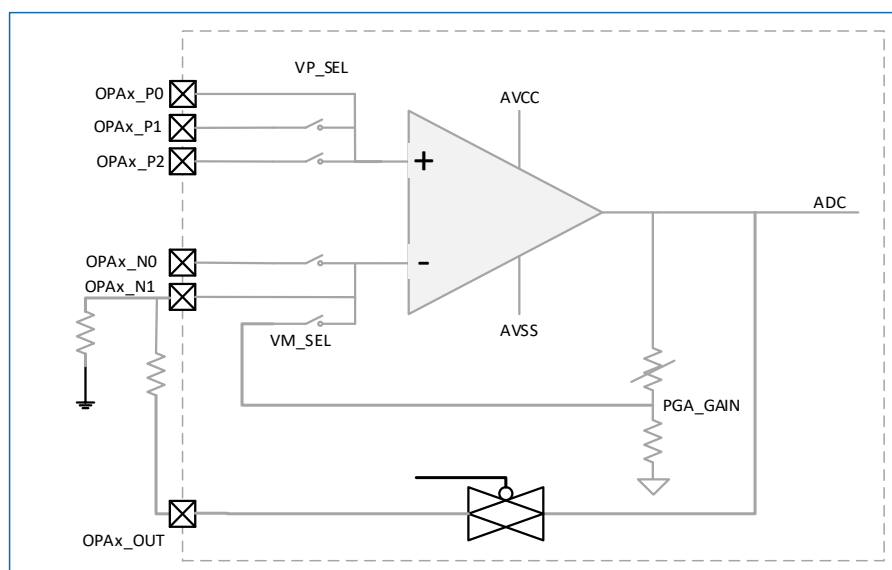 VP_SEL
OPAx_P0
AVCC
OPAx_P1
OPAx_P2
+
ADC
OPAx_N0
-
OPAx_N1
VM_SEL
AVSS
PGA_GAIN
OPAx_OUT